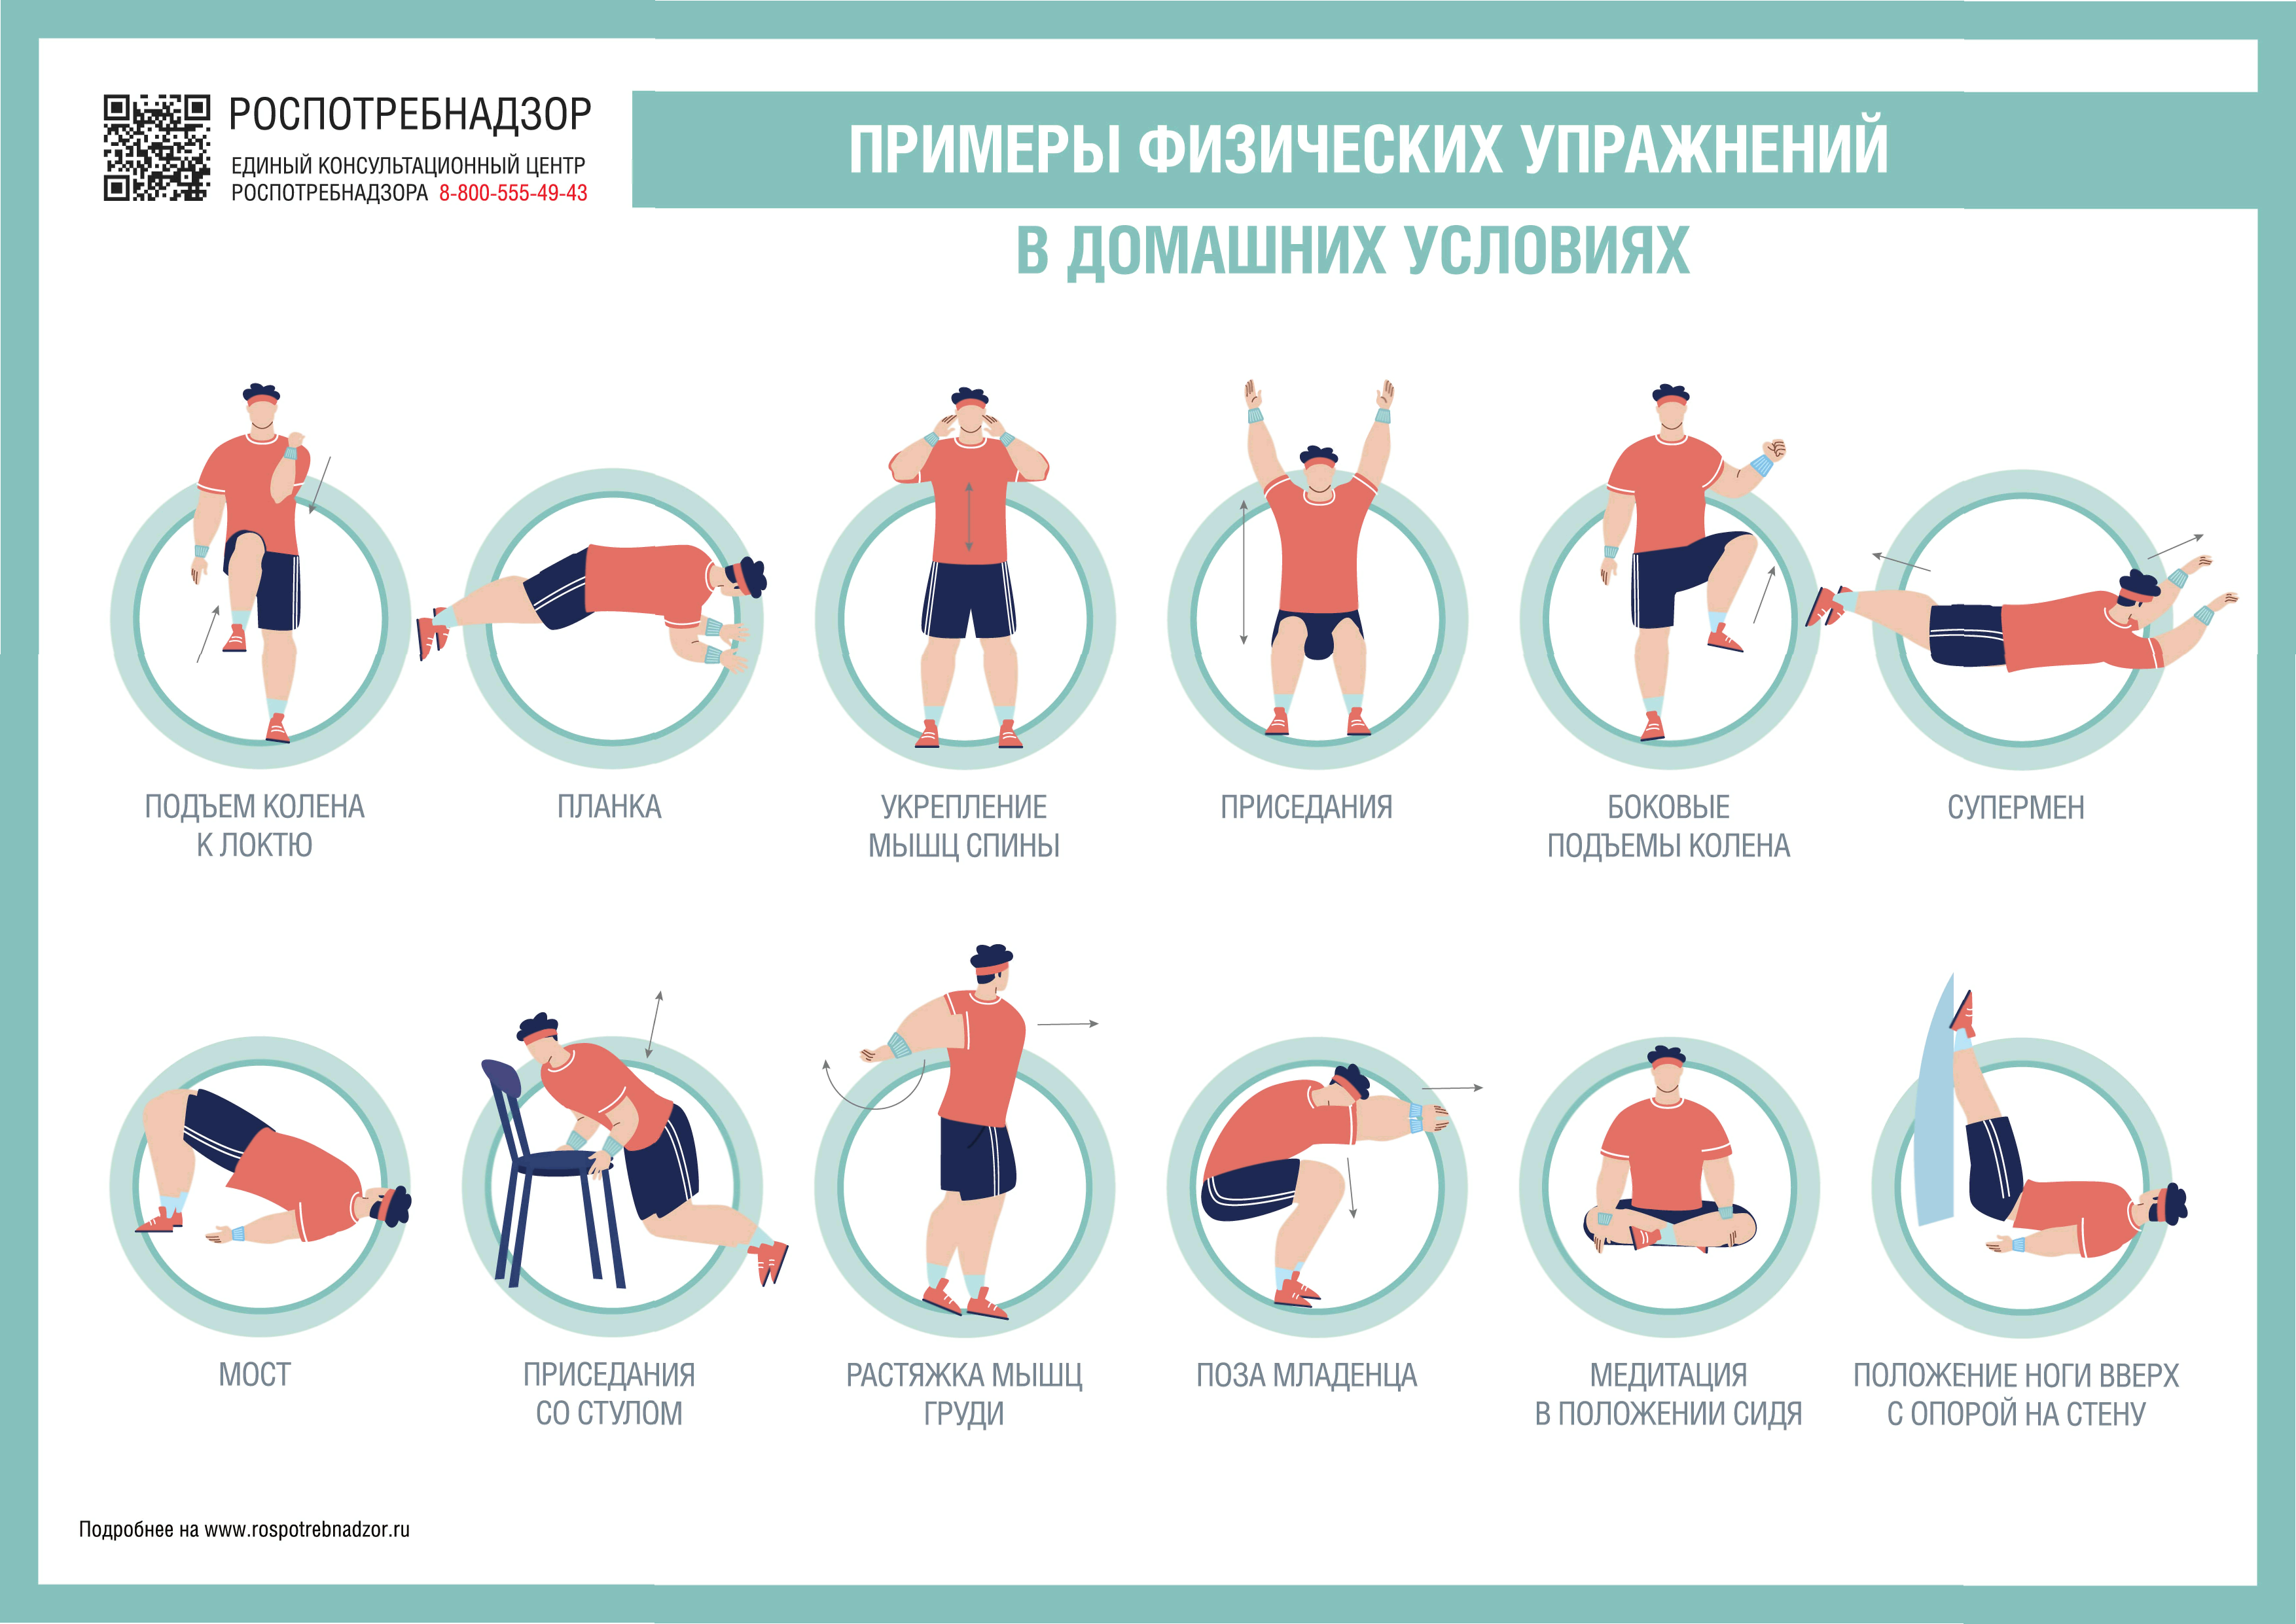 РОСПОТРЕБНАДЗОР
ЕДИНЫЙ КОНСУЛЬТАЦИОННЫЙ ЦЕНТР
РОСПОТРЕБНАДЗОРА 8-800-555-49-43
ПРИМЕРЫ ФИЗИЧЕСКИХ УПРАЖНЕНИЙ
В ДОМАШНИХ УСЛОВИЯХ
ПОДЪЕМ КОЛЕНА
К ЛОКТЮ
ПЛАНКА
УКРЕПЛЕНИЕ
МЫШЦ СПИНЫ
ПРИСЕДАНИЯ
БОКОВЫЕ
ПОДЪЕМЫ КОЛЕНА
СУПЕРМЕН
МОСТ
ПРИСЕДАНИЯ
СО СТУЛОМ
РАСТЯЖКА МЫШЦ
ГРУДИ
ПОЗА МЛАДЕНЦА
МЕДИТАЦИЯ
В ПОЛОЖЕНИИ СИДЯ
ПОЛОЖЕНИЕ НОГИ ВВЕРХ
С ОПОРОЙ НА СТЕНУ
Подробнее на www.rospotrebnadzor.ru